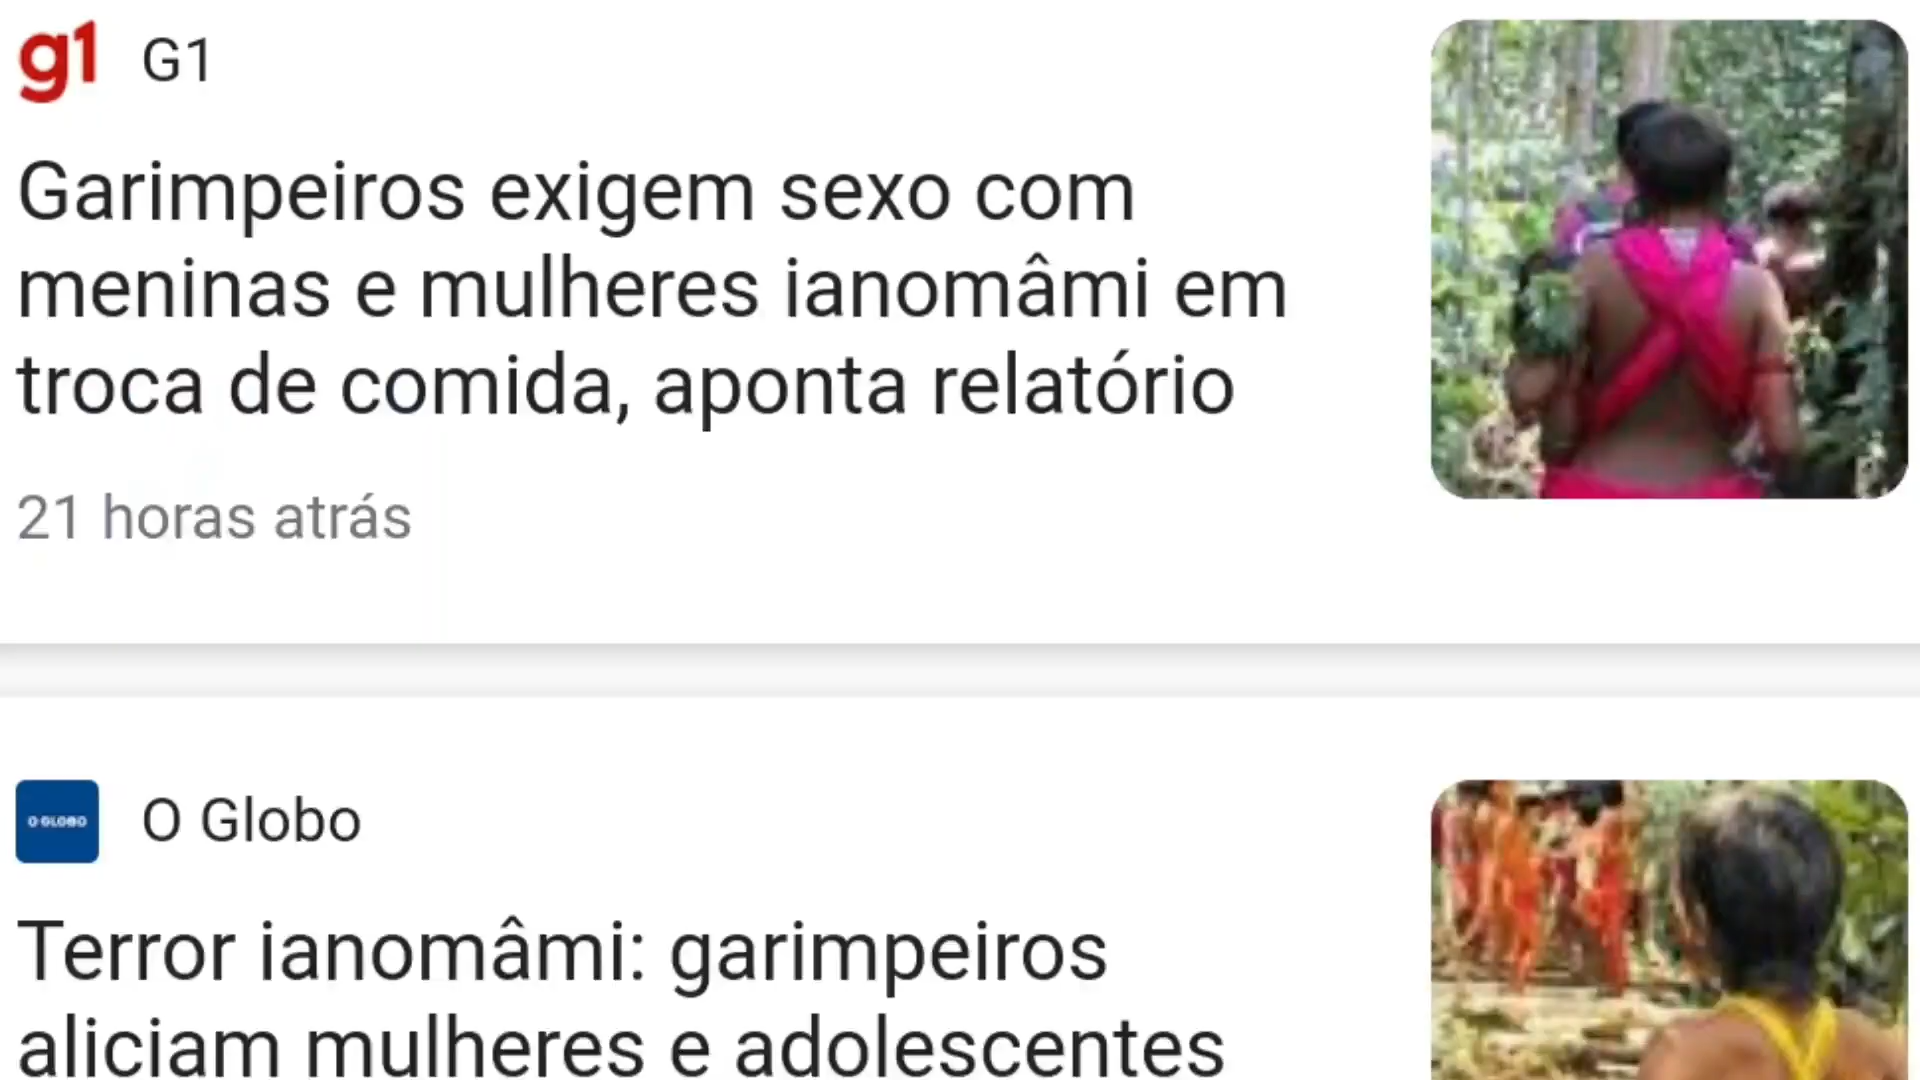 g1 G1
Garimpeiros exigem sexo com
meninas e mulheres ianomâmi em
troca de comida, aponta relatório
21 horas atrás
O GLOBO O Globo
Terror ianomâmi: garimpeiros
aliciam mulheres e adolescentes